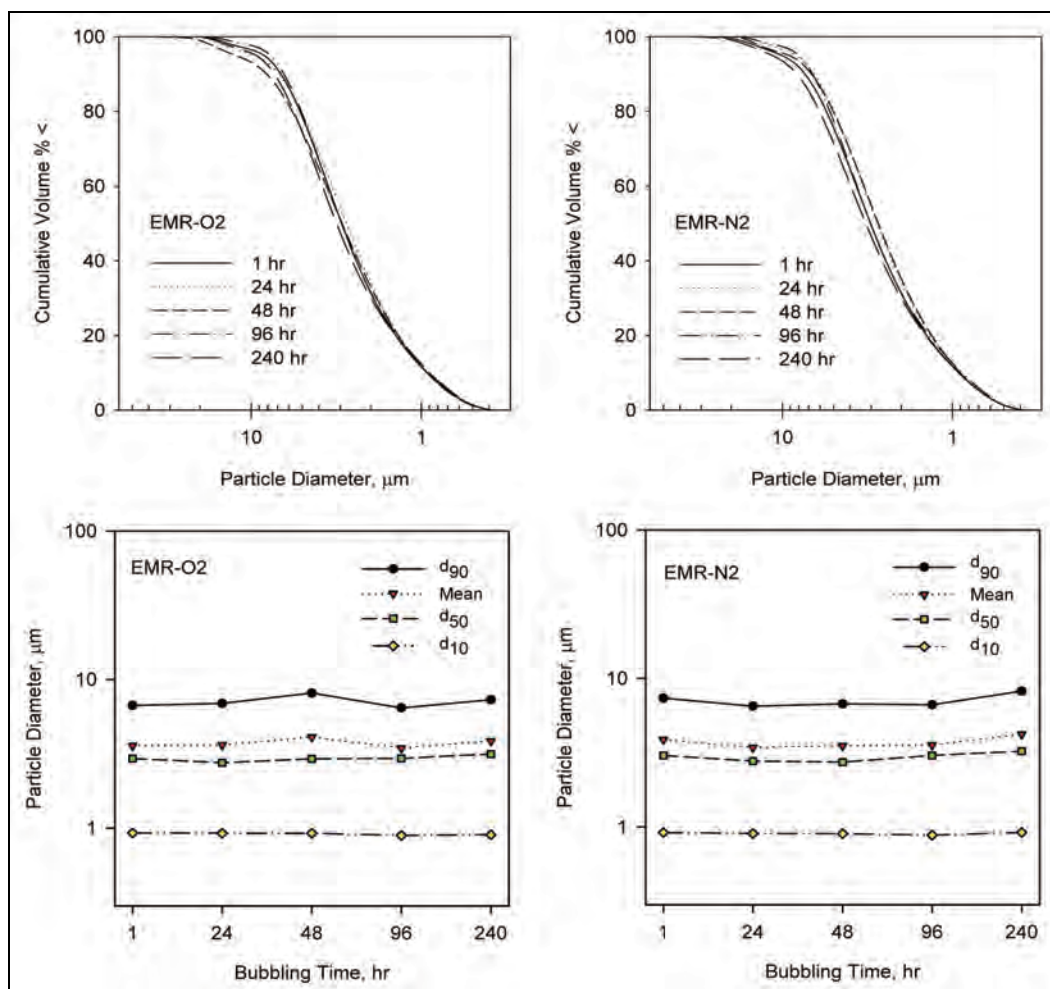 100
80
60
40
20
0
Cumulative Volume % <
EMR-O2
1 hr
24 hr
48 hr
96 hr
240 hr
10
1
Particle Diameter, μm
100
80
60
40
20
0
Cumulative Volume % <
EMR-N2
1 hr
24 hr
48 hr
96 hr
240 hr
10
1
Particle Diameter, μm
100
10
1
Particle Diameter, μm
EMR-O2
d90
Mean
d50
d10
1 24 48 96 240
Bubbling Time, hr
100
10
1
Particle Diameter, μm
EMR-N2
d90
Mean
d50
d10
1 24 48 96 240
Bubbling Time, hr